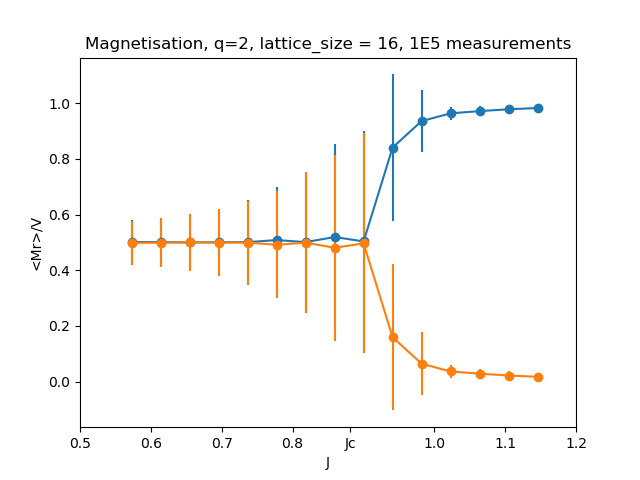 Magnetisation, q=2, lattice_size = 16, 1E5 measurements
<Mr>/V
1.0
0.8
0.6
0.4
0.2
0.0
0.5 0.6 0.7 0.8 Jc 1.0 1.1 1.2
J